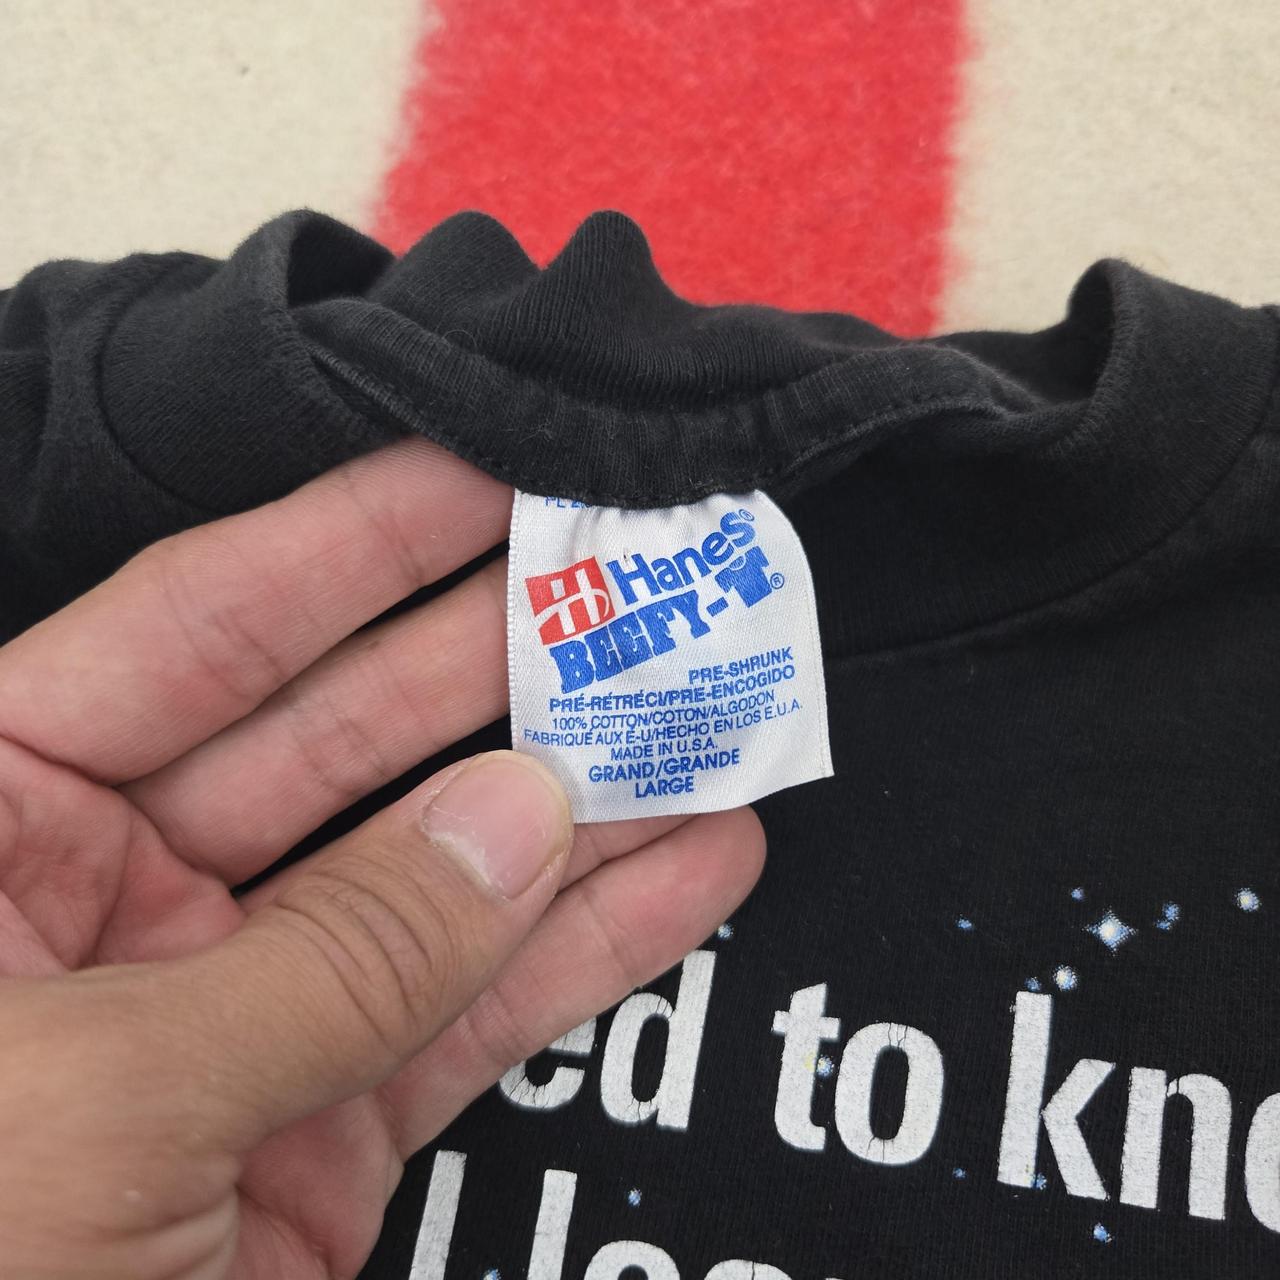 Hanes®
BEEFY-T®
PRE-SHRUNK
PRÉ-RÉTRÉCI/PRE-ENCOGIDO
100% COTTON/COTON/ALGODON
FABRIQUÉ AUX É-U/HECHO EN LOS E.U.A.
MADE IN U.S.A.
GRAND/GRANDE
LARGE
ed to kno
I